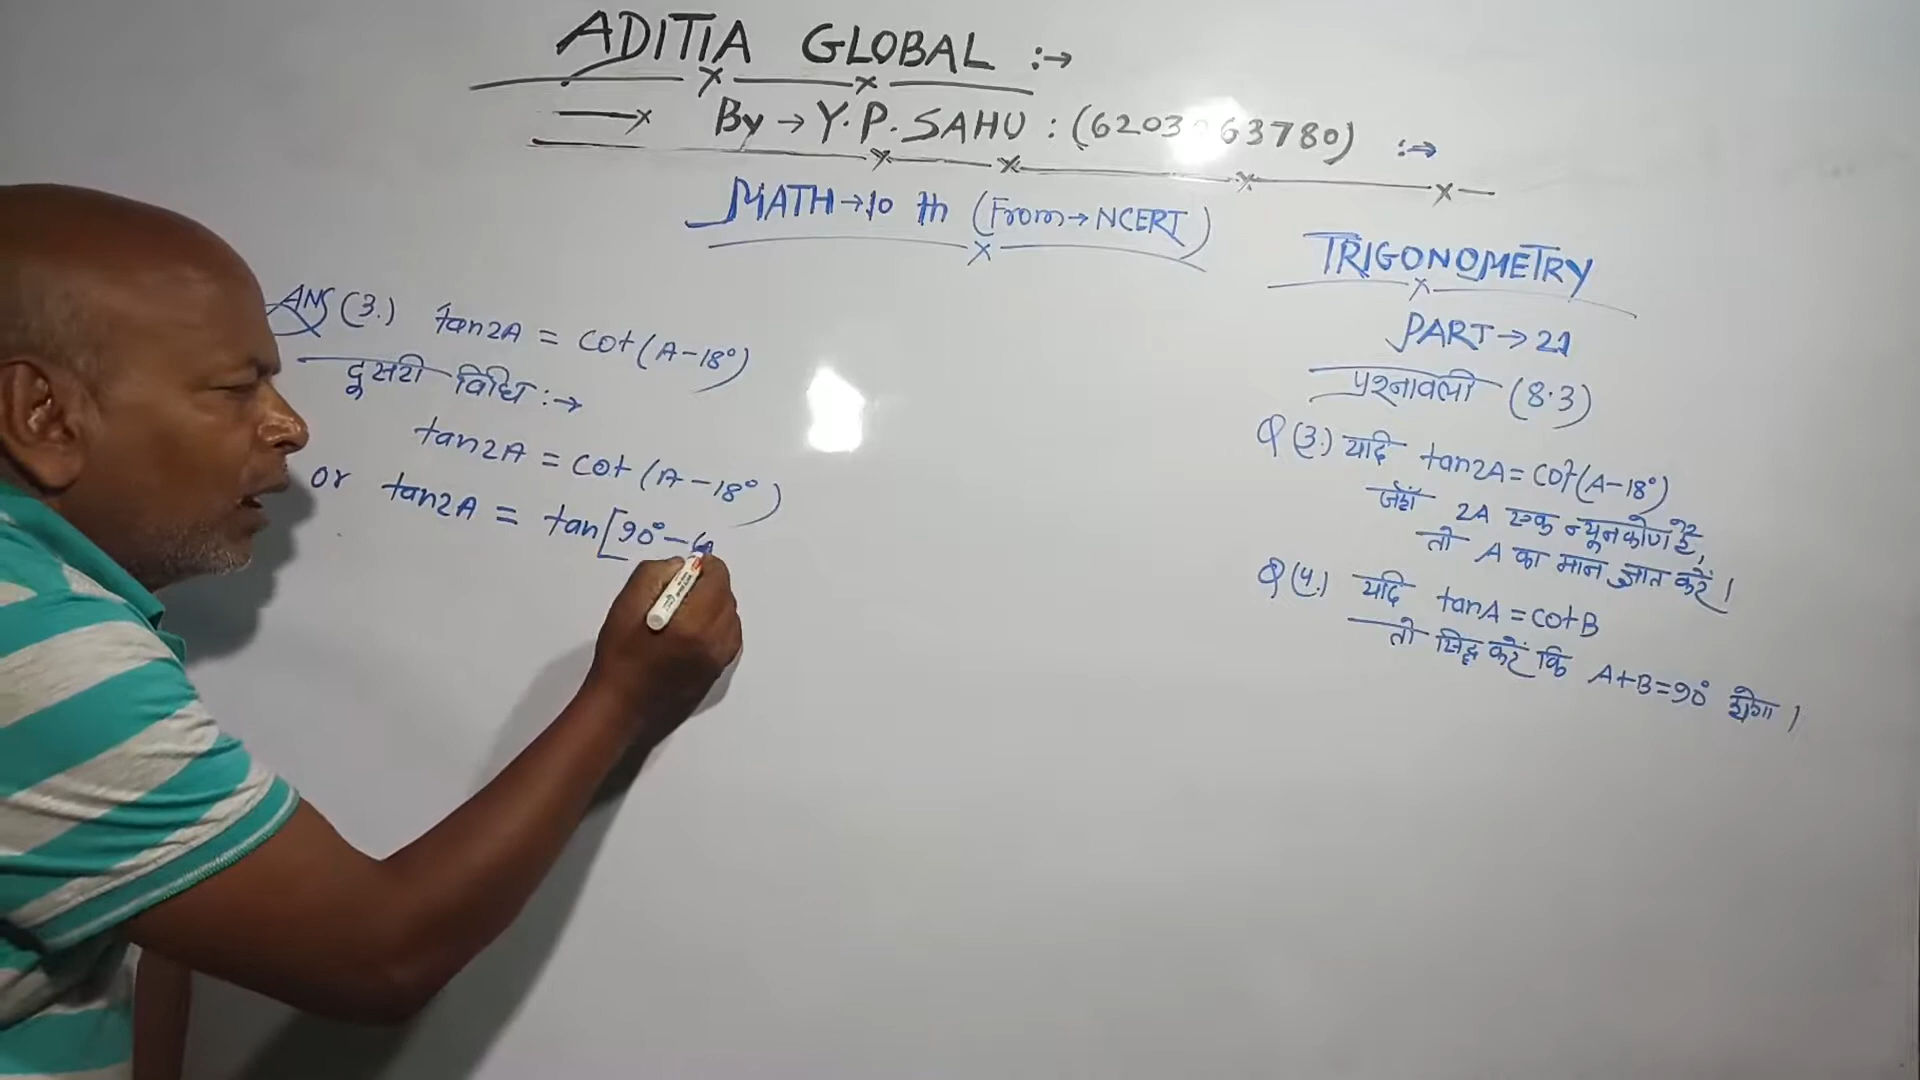 ADITIA GLOBAL :→
By → Y.P. SAHU : (6203 63780) :→
MATH → 10 th (From → NCERT)
TRIGONOMETRY
PART → 21
प्रश्नावली (8.3)
ANS (3.) tan2A = cot(A-18°)
दूसरी विधि :→
tan2A = cot(A-18°)
or tan2A = tan[90°-
Q (3.) यदि tan2A = cot(A-18°)
जहाँ 2A एक न्यूनकोण है,
तो A का मान ज्ञात करें।
Q (4.) यदि tanA = cotB
तो सिद्ध करें कि A+B=90° होगा।